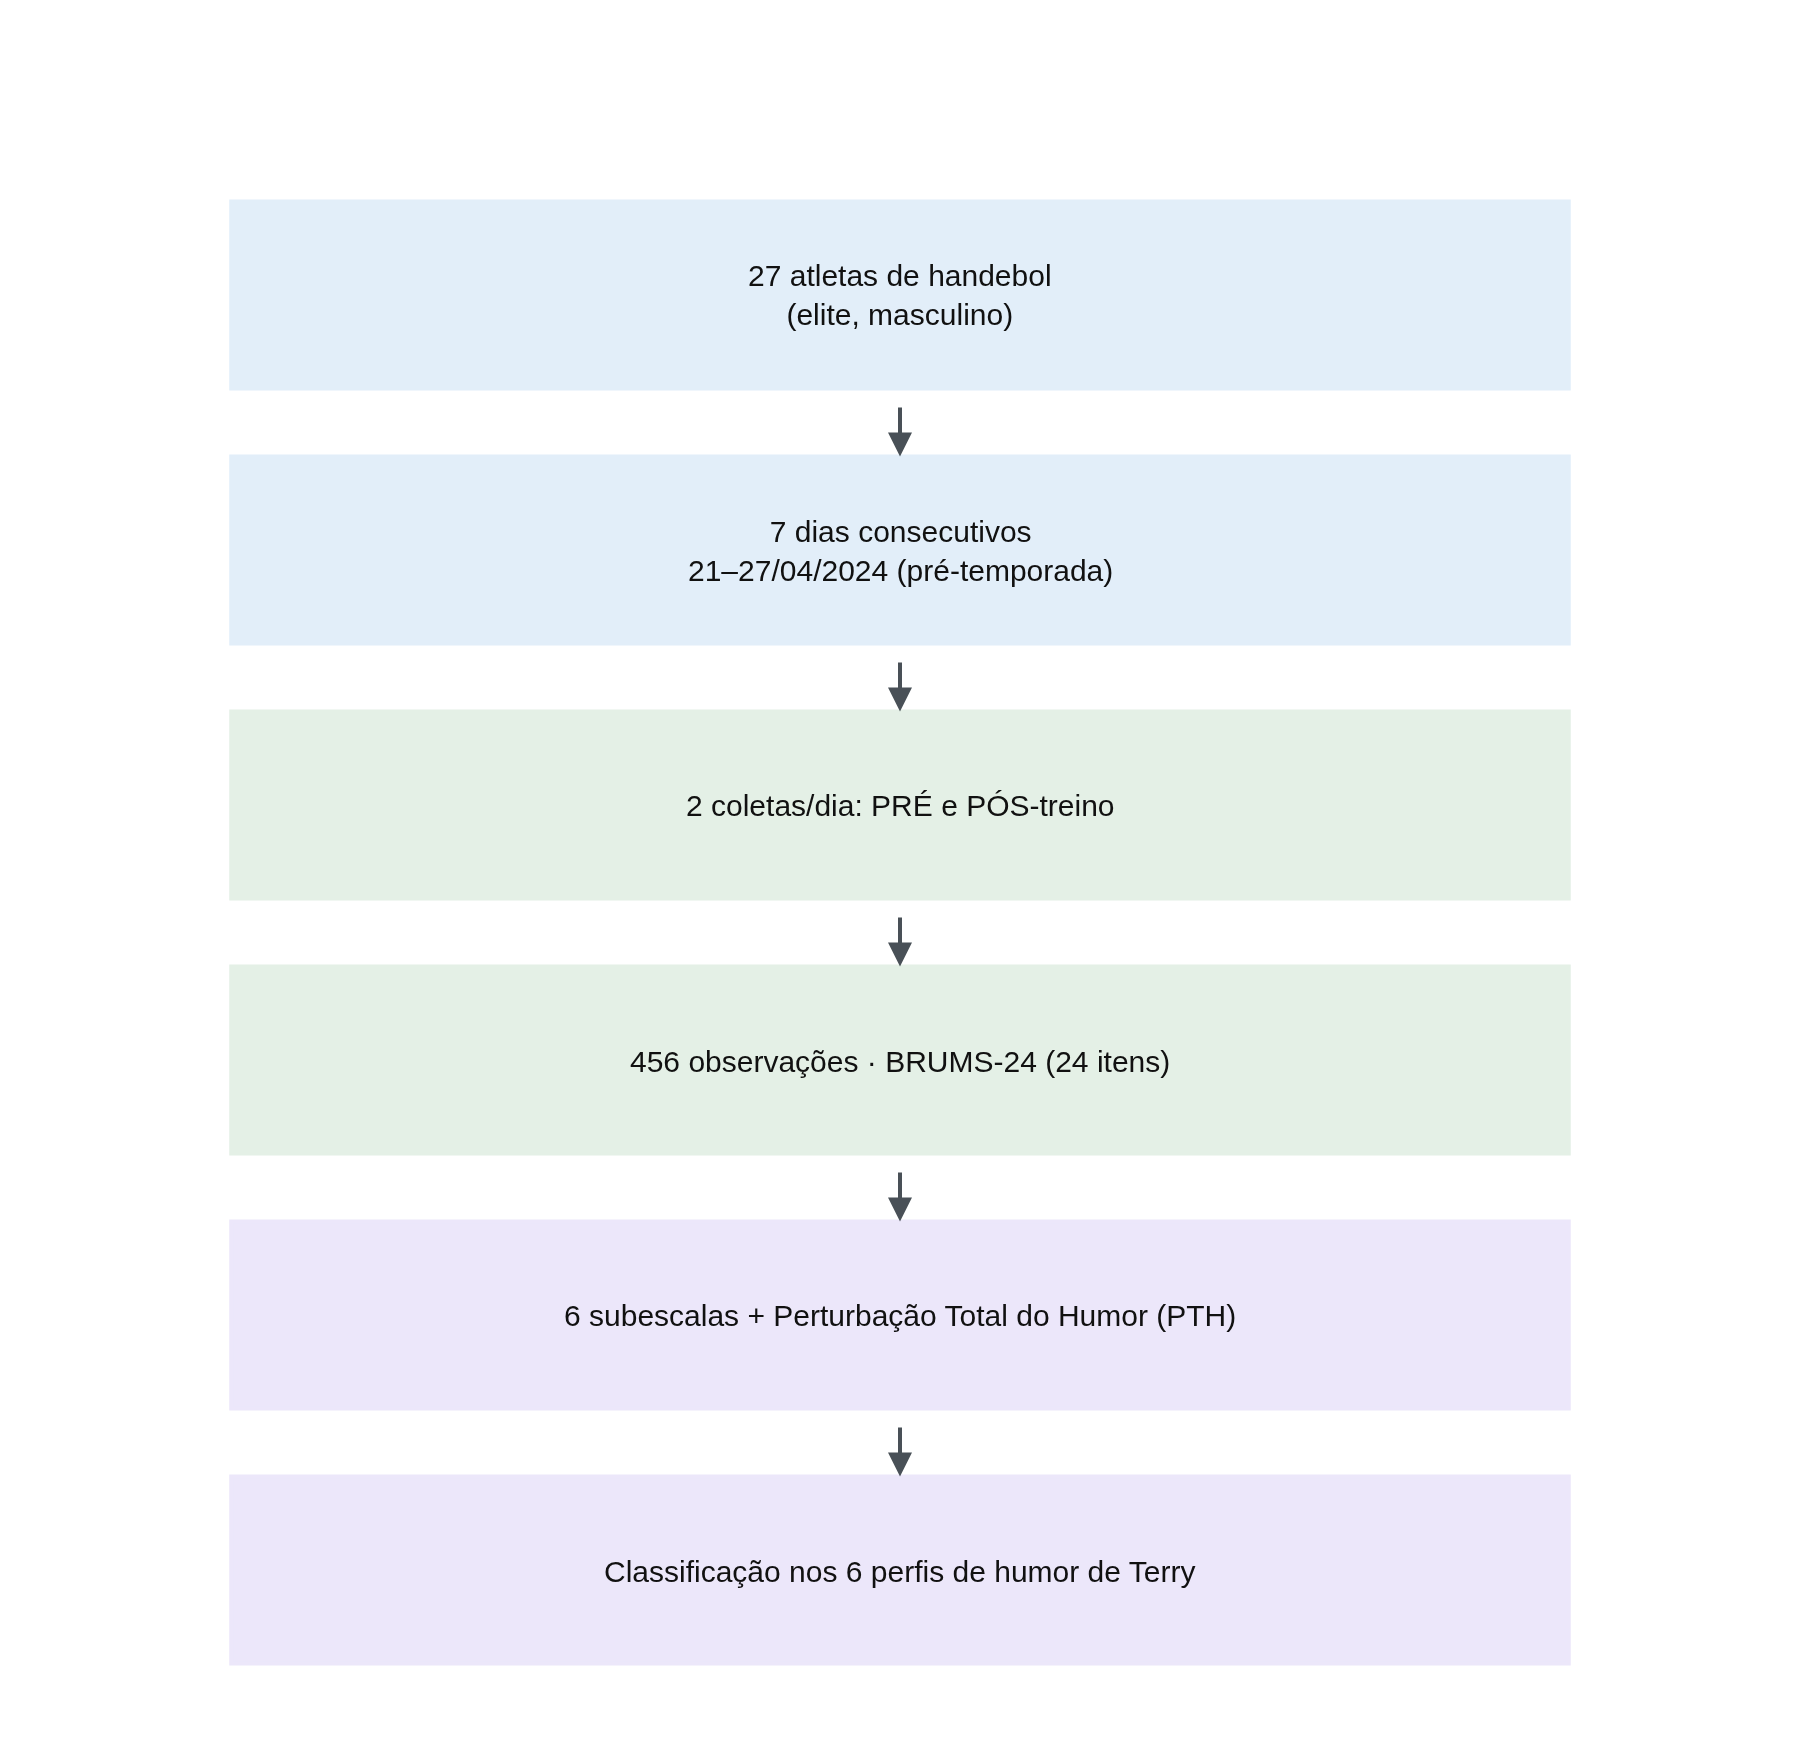 27 atletas de handebol
(elite, masculino)
7 dias consecutivos
21–27/04/2024 (pré-temporada)
2 coletas/dia: PRÉ e PÓS-treino
456 observações · BRUMS-24 (24 itens)
6 subescalas + Perturbação Total do Humor (PTH)
Classificação nos 6 perfis de humor de Terry